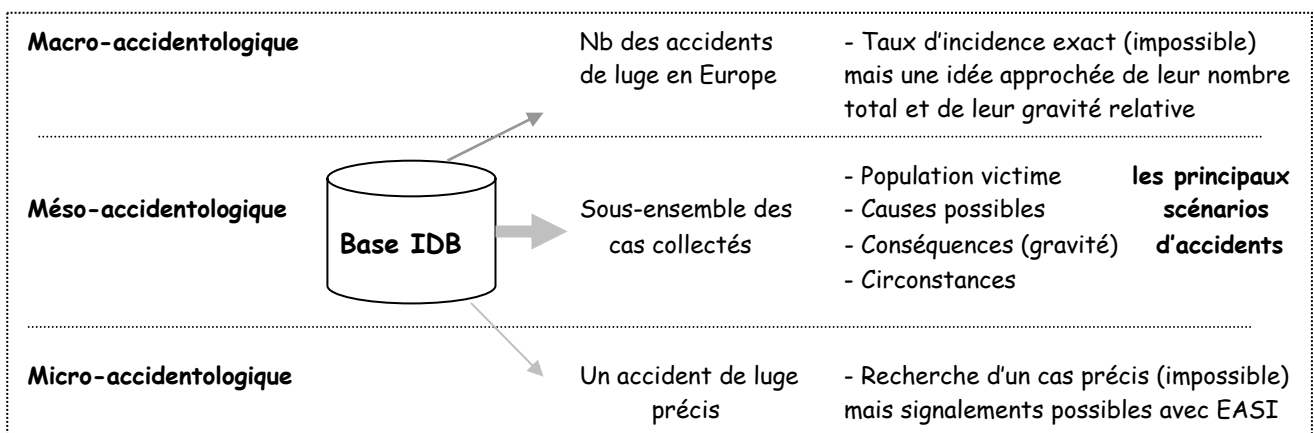 Macro-accidentologique
Nb des accidents
de luge en Europe
- Taux d’incidence exact (impossible)
mais une idée approchée de leur nombre
total et de leur gravité relative
Méso-accidentologique
Base IDB
Sous-ensemble des
cas collectés
- Population victime
- Causes possibles
- Conséquences (gravité)
- Circonstances
les principaux
scénarios
d’accidents
Micro-accidentologique
Un accident de luge
précis
- Recherche d’un cas précis (impossible)
mais signalements possibles avec EASI